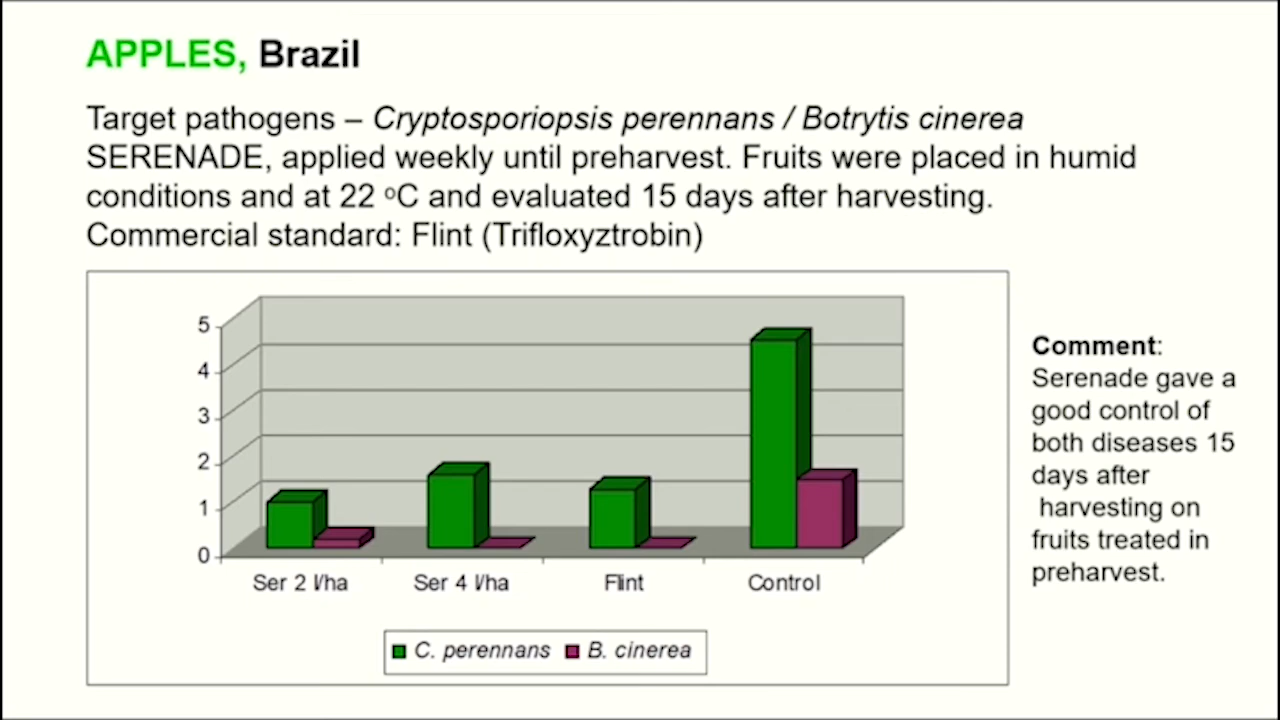 APPLES, Brazil
Target pathogens – Cryptosporiopsis perennans / Botrytis cinerea
SERENADE, applied weekly until preharvest. Fruits were placed in humid
conditions and at 22 ºC and evaluated 15 days after harvesting.
Commercial standard: Flint (Trifloxyztrobin)
5
4
3
2
1
0
Ser 2 l/ha Ser 4 l/ha Flint Control
C. perennans B. cinerea
Comment:
Serenade gave a
good control of
both diseases 15
days after
harvesting on
fruits treated in
preharvest.